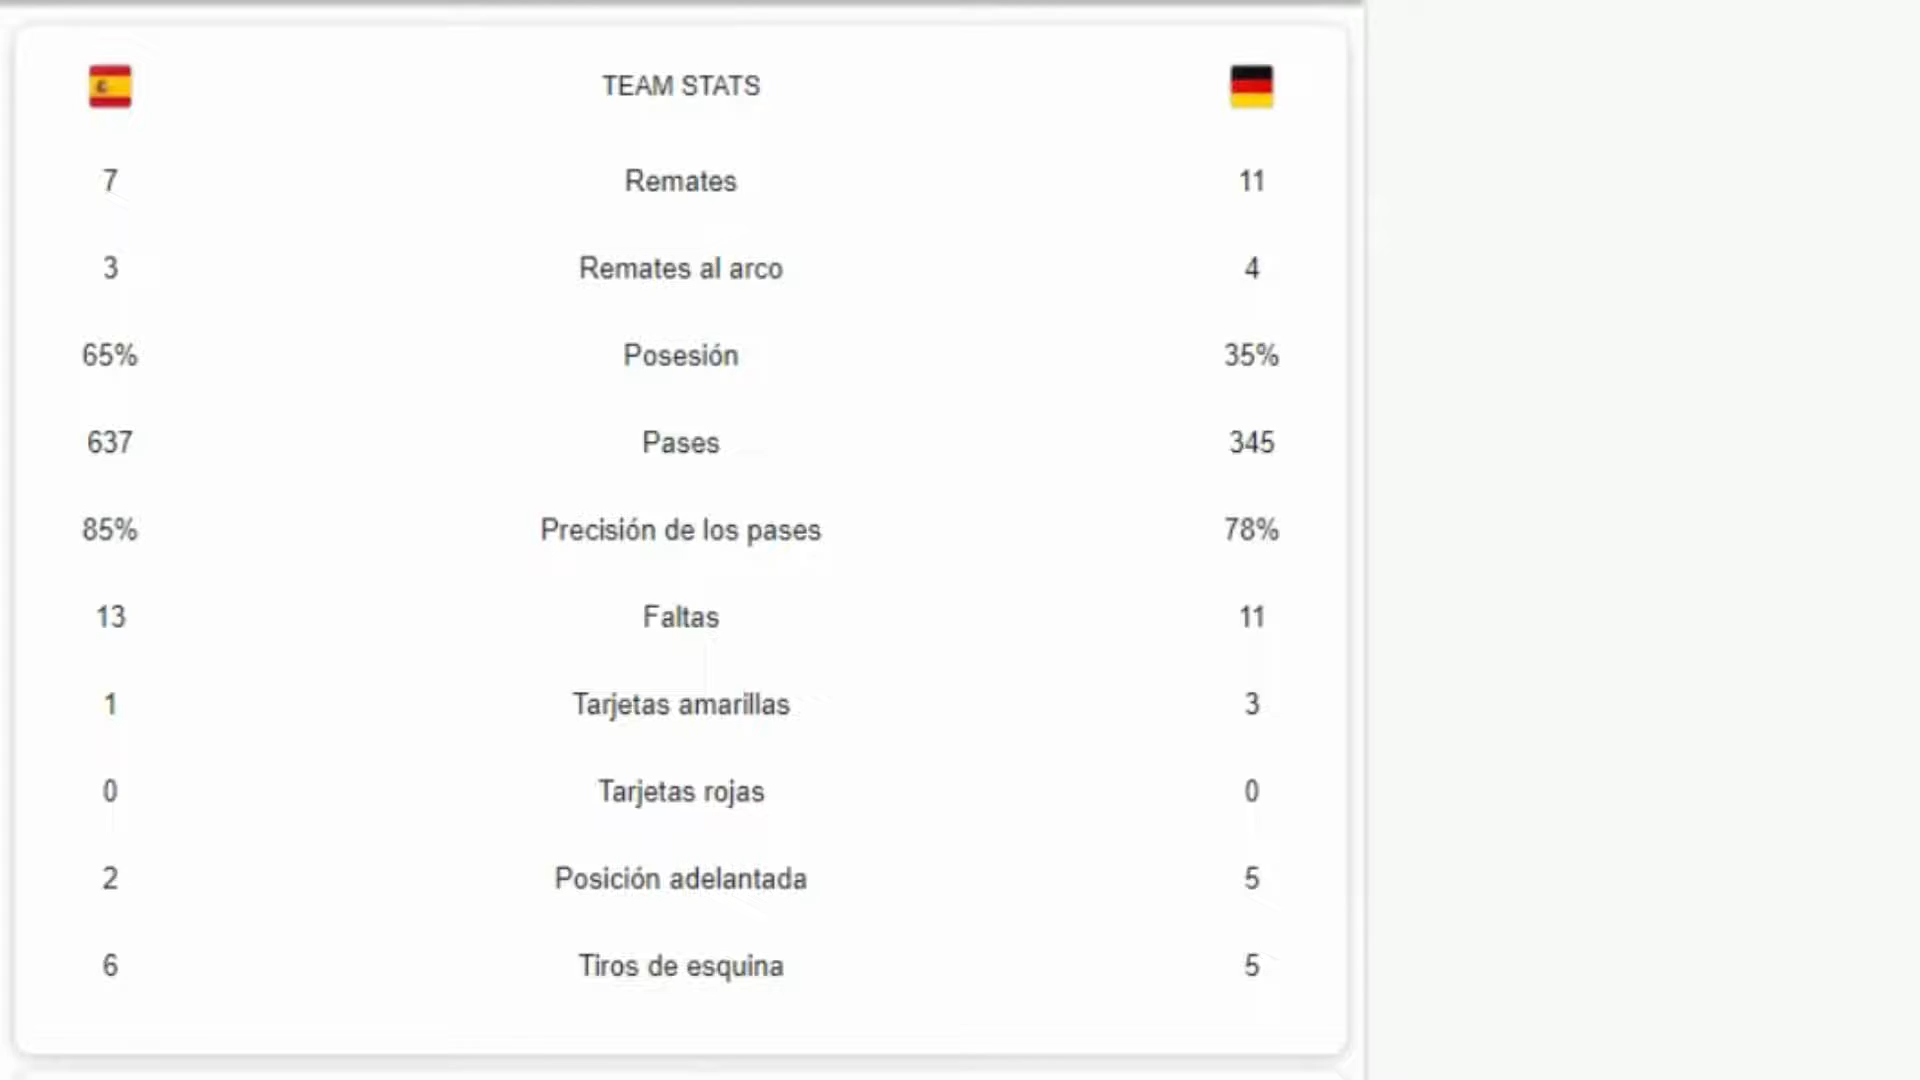 TEAM STATS
7 Remates 11
3 Remates al arco 4
65% Posesión 35%
637 Pases 345
85% Precisión de los pases 78%
13 Faltas 11
1 Tarjetas amarillas 3
0 Tarjetas rojas 0
2 Posición adelantada 5
6 Tiros de esquina 5